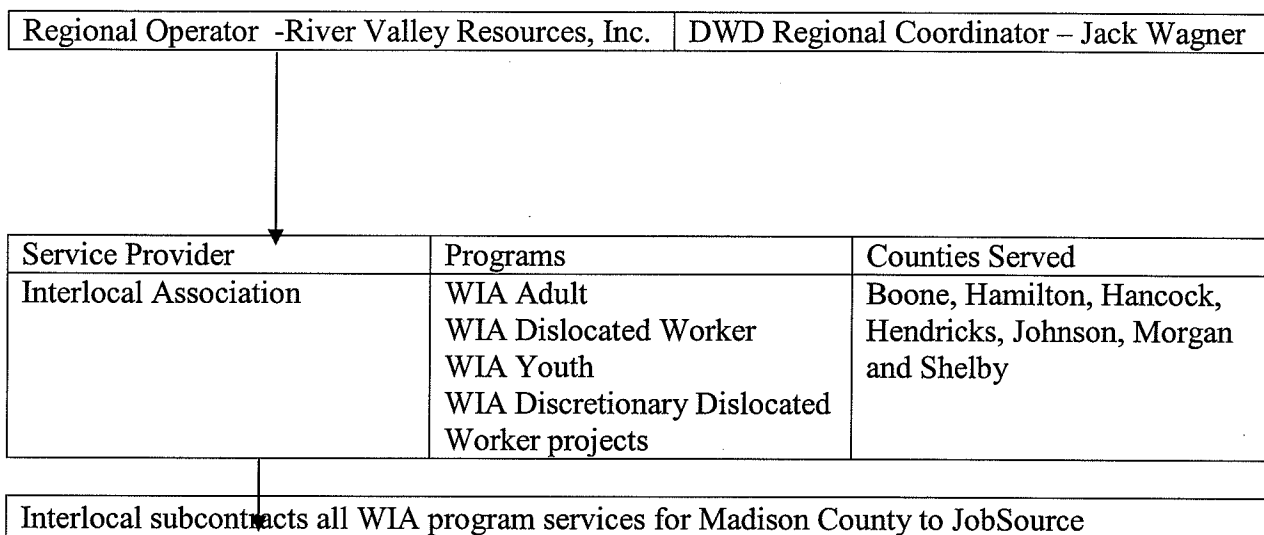 Regional Operator -River Valley Resources, Inc. DWD Regional Coordinator – Jack Wagner
Service Provider Programs Counties Served
Interlocal Association WIA Adult Boone, Hamilton, Hancock,
WIA Dislocated Worker Hendricks, Johnson, Morgan
WIA Youth and Shelby
WIA Discretionary Dislocated
Worker projects
Interlocal subcontracts all WIA program services for Madison County to JobSource